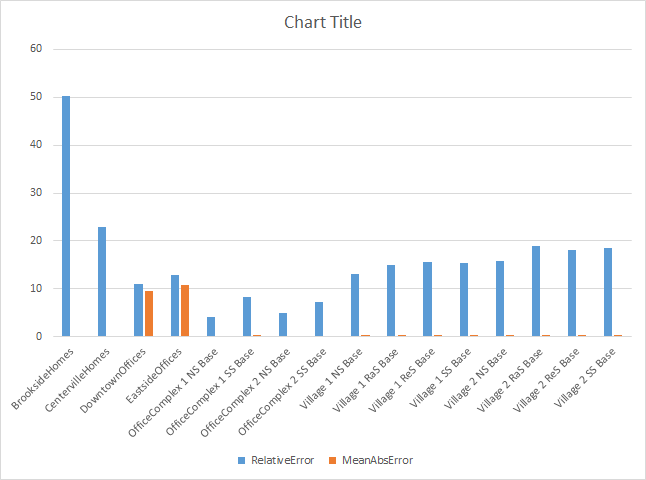 Chart Title
60
50
40
30
20
10
0
BrooksideHomes
CentervilleHomes
DowntownOffices
EastsideOffices
OfficeComplex 1 NS Base
OfficeComplex 1 SS Base
OfficeComplex 2 NS Base
OfficeComplex 2 SS Base
Village 1 NS Base
Village 1 RaS Base
Village 1 ReS Base
Village 1 SS Base
Village 2 NS Base
Village 2 RaS Base
Village 2 ReS Base
Village 2 SS Base
RelativeError MeanAbsError